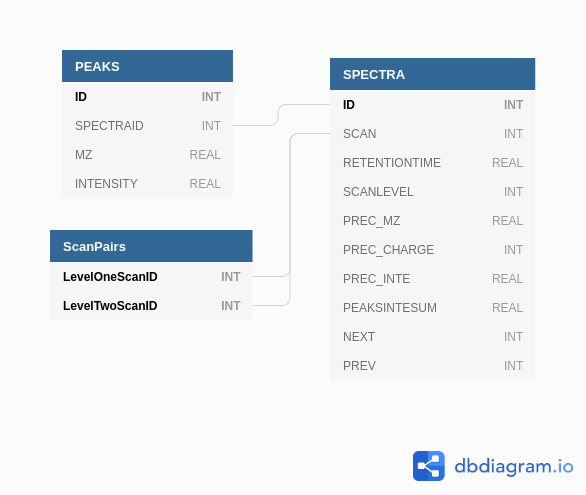 PEAKS
ID INT
SPECTRAID INT
MZ REAL
INTENSITY REAL
ScanPairs
LevelOneScanID INT
LevelTwoScanID INT
SPECTRA
ID INT
SCAN INT
RETENTIONTIME REAL
SCANLEVEL INT
PREC_MZ REAL
PREC_CHARGE INT
PREC_INTE REAL
PEAKSINTESUM REAL
NEXT INT
PREV INT
dbdiagram.io